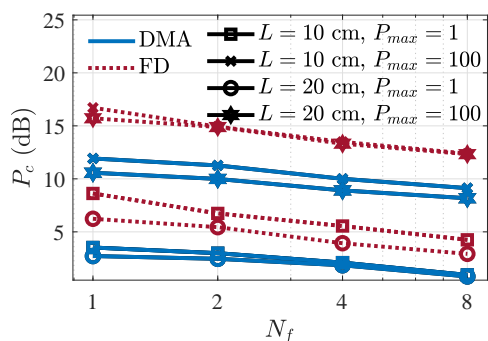 25
20
15
10
5
P_c (dB)
DMA
FD
L = 10 cm, P_max = 1
L = 10 cm, P_max = 100
L = 20 cm, P_max = 1
L = 20 cm, P_max = 100
1 2 4 8
N_f